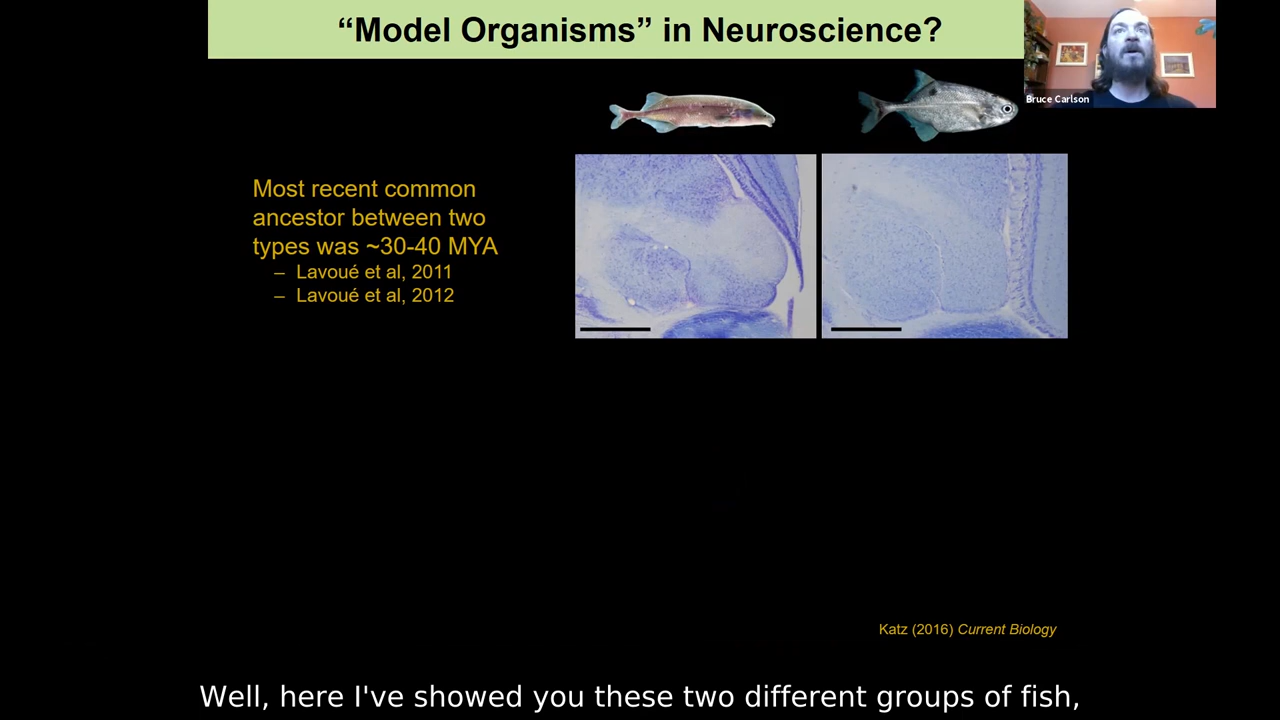 “Model Organisms” in Neuroscience?
Bruce Carlson
Most recent common
ancestor between two
types was ~30-40 MYA
– Lavoué et al, 2011
– Lavoué et al, 2012
Katz (2016) Current Biology
Well, here I've showed you these two different groups of fish,